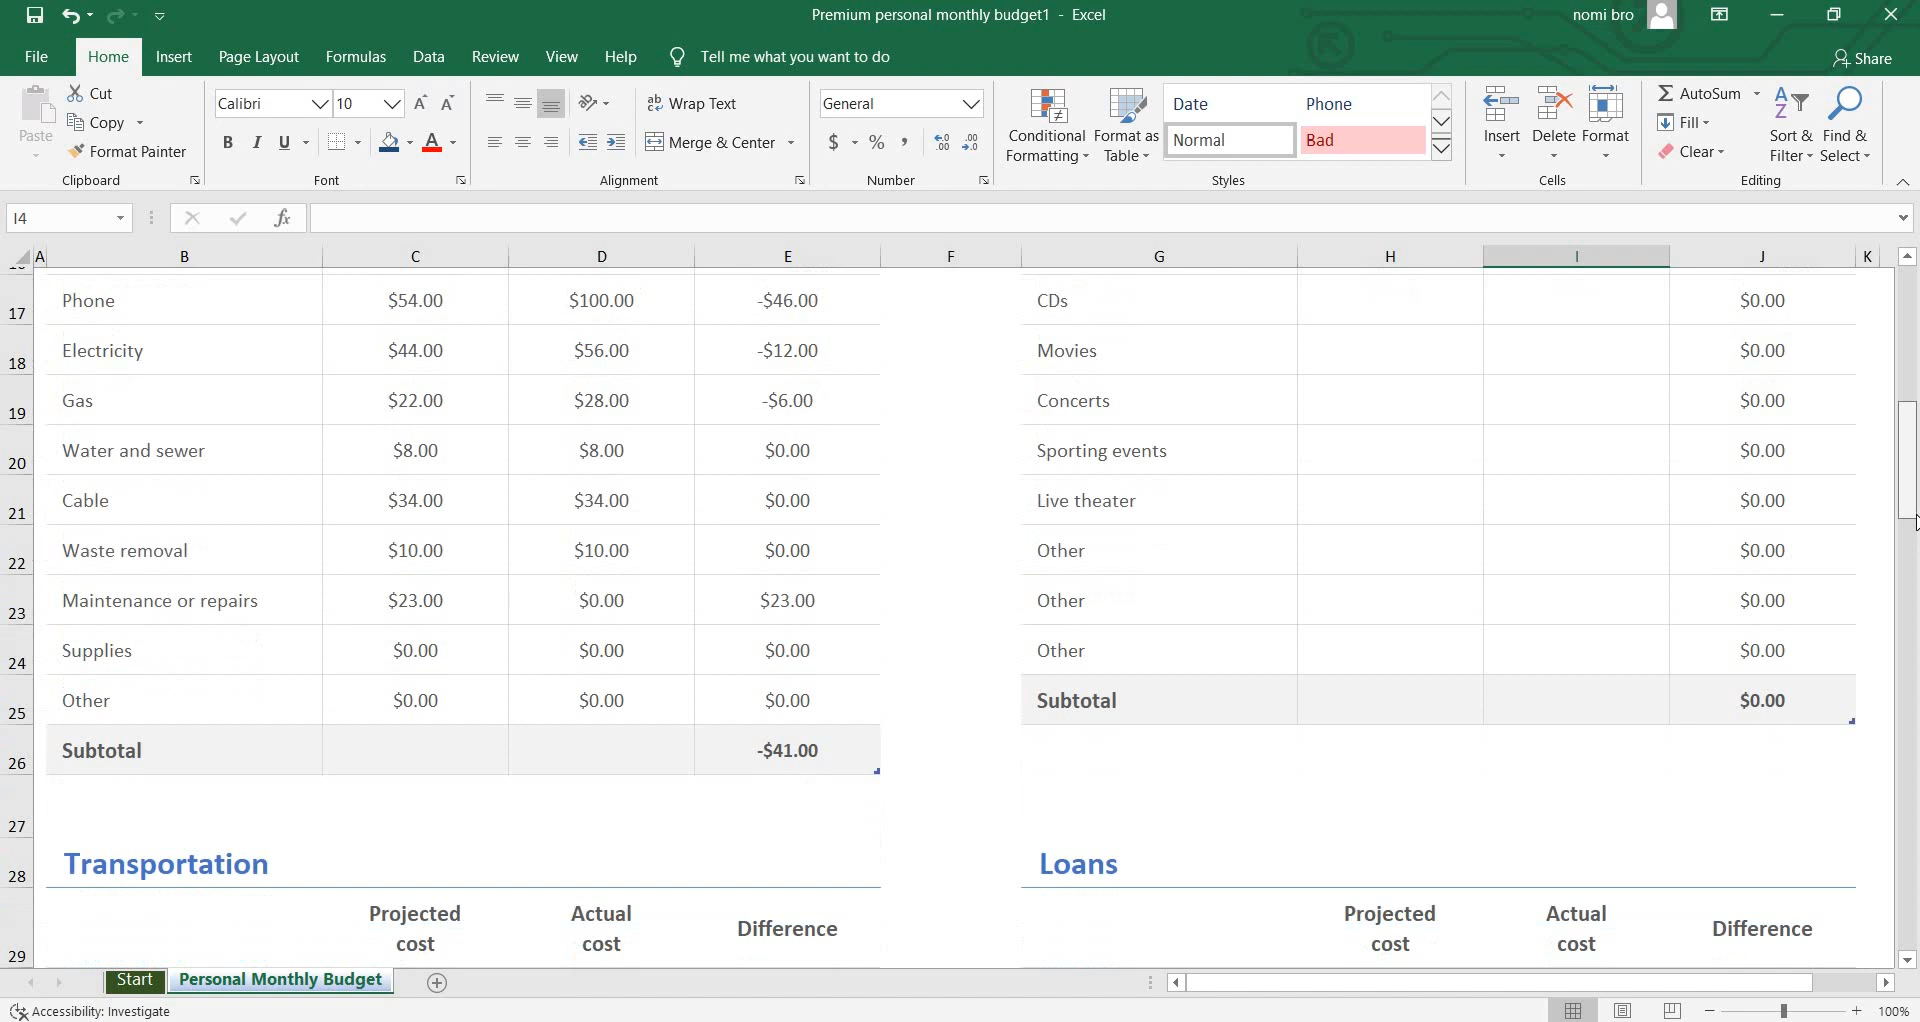 Premium personal monthly budget1 - Excel
nomi bro
File Home Insert Page Layout Formulas Data Review View Help Tell me what you want to do Share
Paste
Cut
Copy
Format Painter
Clipboard
Calibri 10
B I U
Font
Wrap Text
Merge & Center
Alignment
General
$ % ,
Number
Conditional Formatting
Format as Table
Date Phone
Normal Bad
Styles
Insert Delete Format
Cells
AutoSum
Fill
Clear
Sort & Filter
Find & Select
Editing
I4 fx
A B C D E F G H I J K
17 Phone $54.00 $100.00 -$46.00 CDs $0.00
18 Electricity $44.00 $56.00 -$12.00 Movies $0.00
19 Gas $22.00 $28.00 -$6.00 Concerts $0.00
20 Water and sewer $8.00 $8.00 $0.00 Sporting events $0.00
21 Cable $34.00 $34.00 $0.00 Live theater $0.00
22 Waste removal $10.00 $10.00 $0.00 Other $0.00
23 Maintenance or repairs $23.00 $0.00 $23.00 Other $0.00
24 Supplies $0.00 $0.00 $0.00 Other $0.00
25 Other $0.00 $0.00 $0.00 Subtotal $0.00
26 Subtotal -$41.00
27
28 Transportation Loans
29 Projected cost Actual cost Difference Projected cost Actual cost Difference
Start Personal Monthly Budget
Accessibility: Investigate 100%